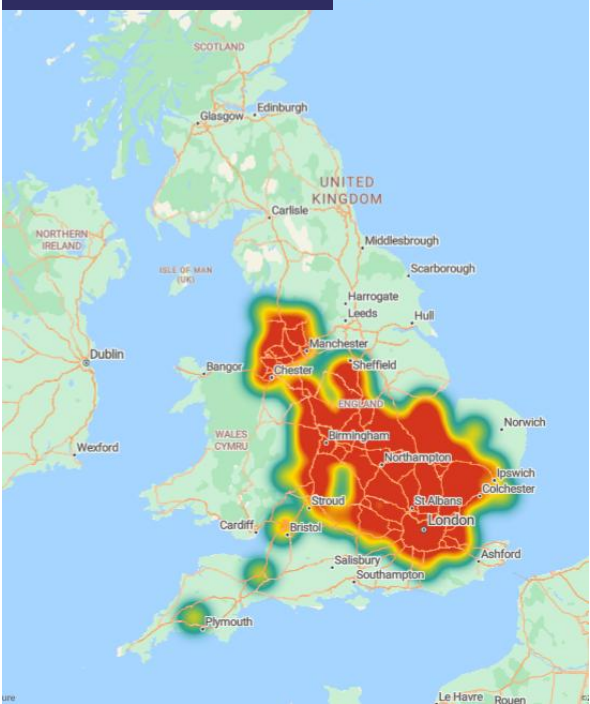 SCOTLAND
Glasgow
Edinburgh
UNITED
KINGDOM
Carlisle
NORTHERN
IRELAND
Middlesbrough
ISLE OF MAN
(UK)
Scarborough
Harrogate
Leeds
Hull
Dublin
Manchester
Bangor
Chester
Sheffield
ENGLAND
Norwich
WALES
CYMRU
Birmingham
Wexford
Northampton
Ipswich
Colchester
Stroud
St Albans
Cardiff
Bristol
London
Ashford
Salisbury
Southampton
Plymouth
Le Havre
Rouen